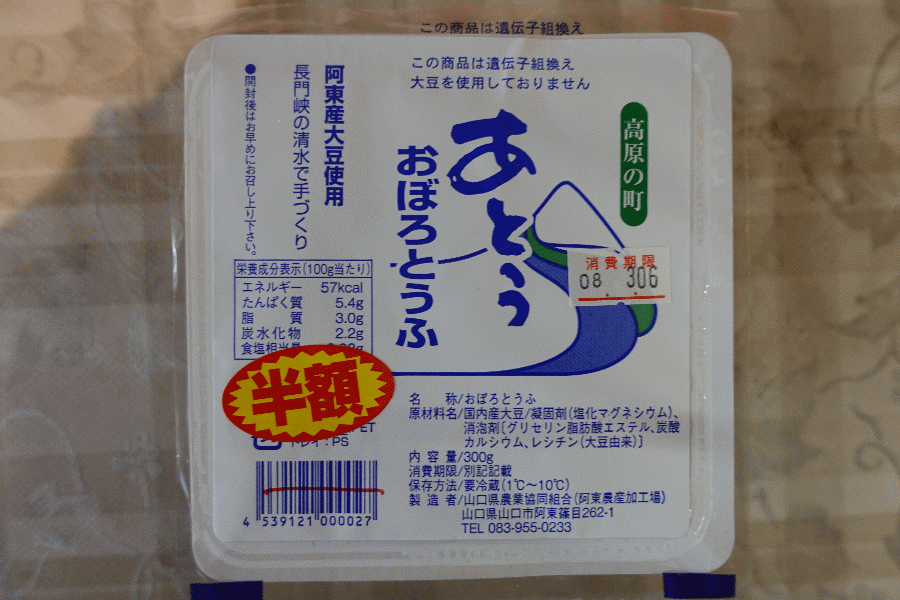 この商品は遺伝子組換え
この商品は遺伝子組換え
大豆を使用しておりません
高原の町
あとう
おぼろとうふ
阿東産大豆使用
長門峡の清水で手づくり
●開封後はお早めにお召し上り下さい。
消費期限
08. 3.06
栄養成分表示(100g当たり)
エネルギー 57kcal
たんぱく質 5.4g
脂質 3.0g
炭水化物 2.2g
食塩相当量
半額
PET
トレイ:PS
4 539121 000027
名 称/おぼろとうふ
原材料名/国内産大豆/凝固剤(塩化マグネシウム)、
消泡剤〔グリセリン脂肪酸エステル、炭酸
カルシウム、レシチン(大豆由来)〕
内容量/300g
消費期限/別記記載
保存方法/要冷蔵(1℃~10℃)
製造者/山口県農業協同組合(阿東農産加工場)
山口県山口市阿東篠目262-1
TEL 083-955-0233